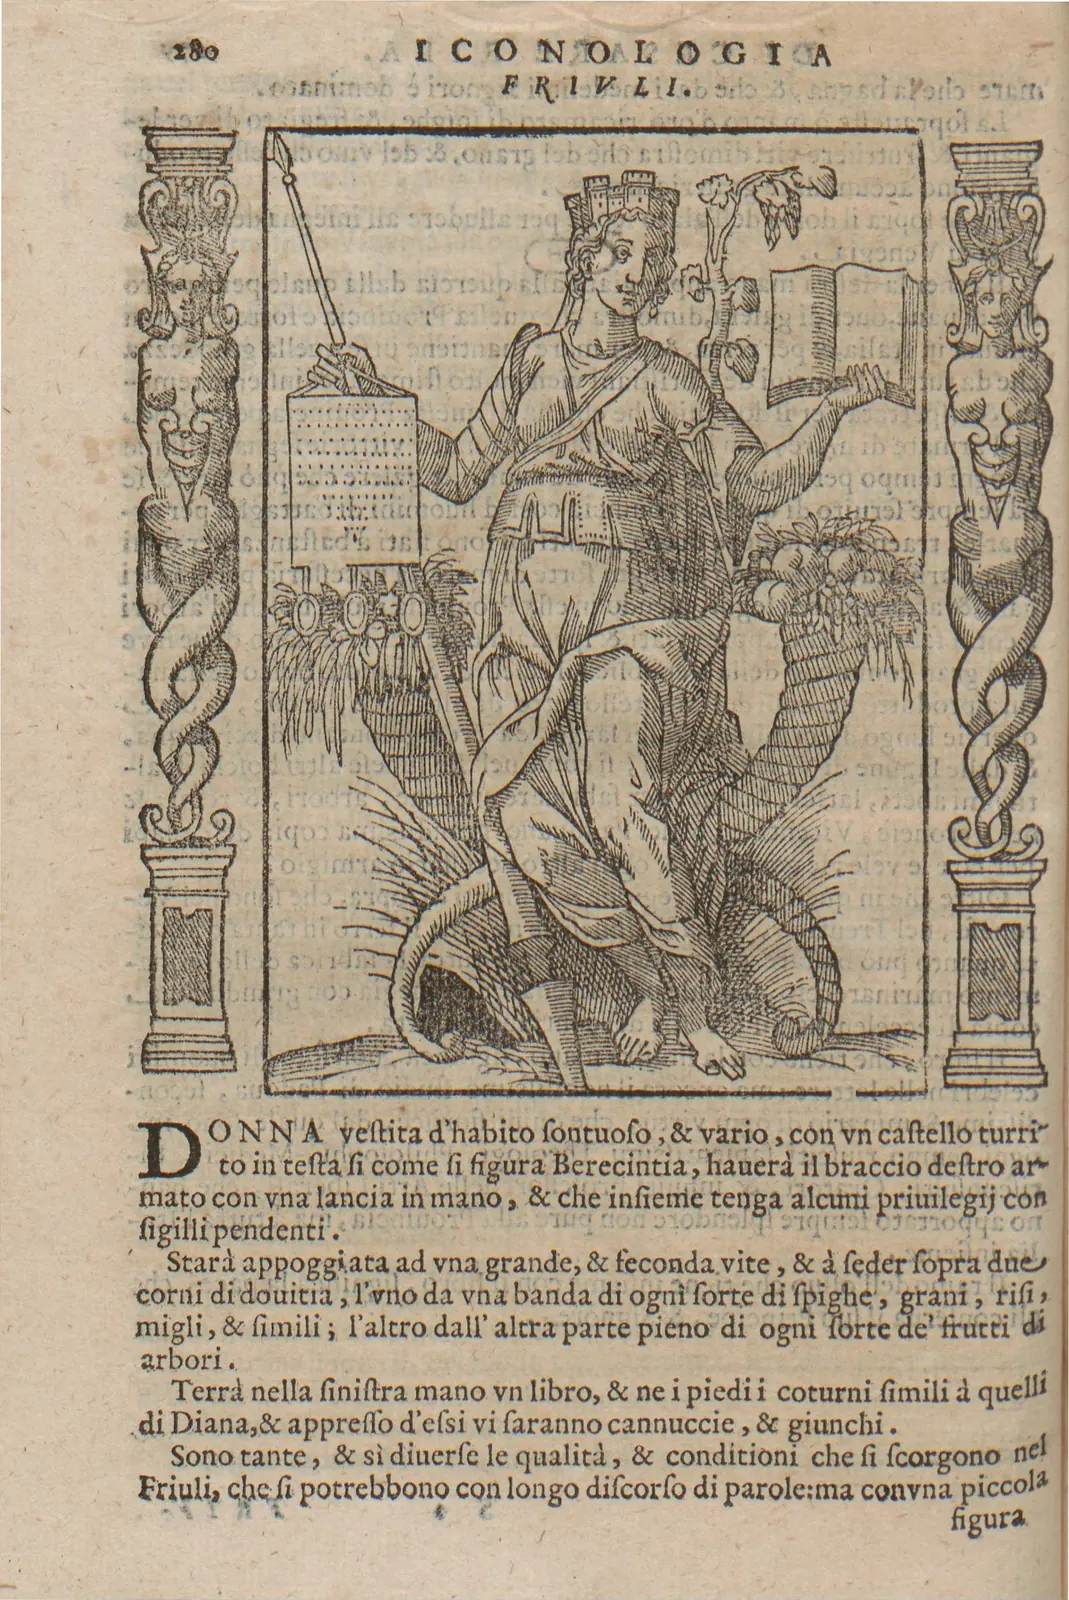 280 ICONOLOGIA
FRIVLI.
DONNA veſtita d'habito ſontuoſo, & vario, con vn caſtello turri-
to in teſta ſi come ſi figura Berecintia, hauerà il braccio deſtro ar-
mato con vna lancia in mano, & che inſieme tenga alcuni priuilegij con
ſigilli pendenti.
Starà appoggiata ad vna grande, & feconda vite, & à ſeder ſopra due
corni di douitia, l'vno da vna banda di ogni ſorte di ſpighe, grani, riſi,
migli, & ſimili; l'altro dall'altra parte pieno di ogni ſorte de' frutti di
arbori.
Terrà nella ſiniſtra mano vn libro, & ne i piedi i coturni ſimili à quelli
di Diana, & appreſſo d'eſsi vi ſaranno cannuccie, & giunchi.
Sono tante, & sì diuerſe le qualità, & conditioni che ſi ſcorgono nel
Friuli, che ſi potrebbono con longo diſcorſo di parole: ma con vna piccola
figura